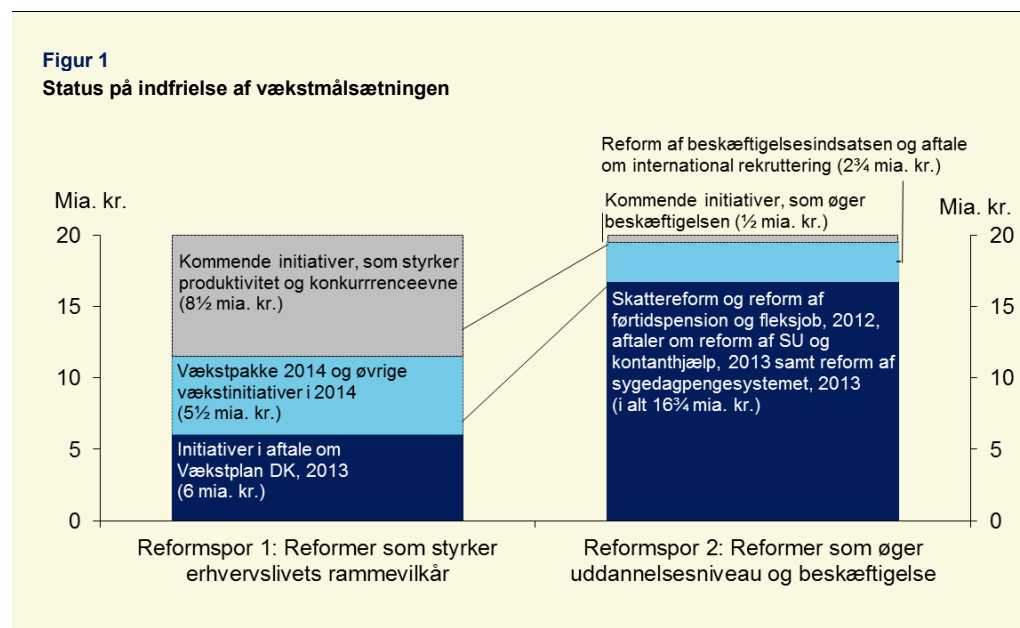 Figur 1
Status på indfrielse af vækstmålsætningen
Reform af beskæftigelsesindsatsen og aftale
om international rekruttering (2¾ mia. kr.)
Mia. kr.
Kommende initiativer, som øger
beskæftigelsen (½ mia. kr.)
Mia. kr.
20
15
10
5
0
Kommende initiativer, som styrker
produktivitet og konkurrrenceevne
(8½ mia. kr.)
Vækstpakke 2014 og øvrige
vækstinitiativer i 2014
(5½ mia. kr.)
Initiativer i aftale om
Vækstplan DK, 2013
(6 mia. kr.)
Skattereform og reform af
førtidspension og fleksjob, 2012,
aftaler om reform af SU og
kontanthjælp, 2013 samt reform af
sygedagpengesystemet, 2013
(i alt 16¾ mia. kr.)
20
15
10
5
0
Reformspor 1: Reformer som styrker
erhvervslivets rammevilkår
Reformspor 2: Reformer som øger
uddannelsesniveau og beskæftigelse